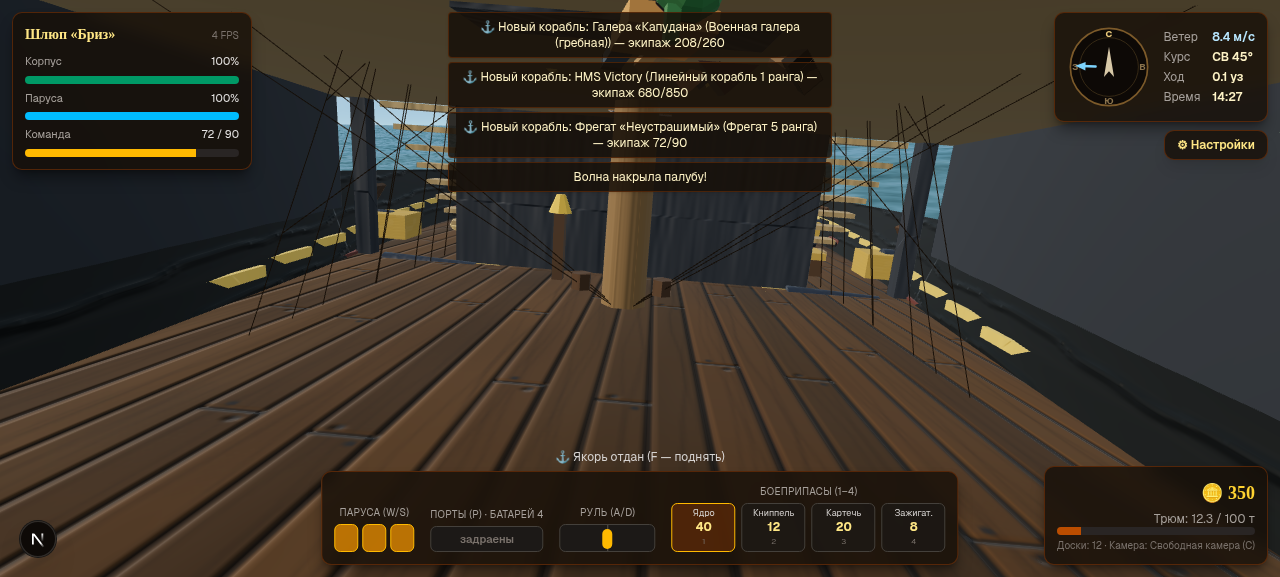 Шлюп «Бриз»
4 FPS
Корпус 100%
Паруса 100%
Команда 72 / 90
⚓ Новый корабль: Галера «Капудана» (Военная галера
(гребная)) — экипаж 208/260
⚓ Новый корабль: HMS Victory (Линейный корабль 1 ранга) —
экипаж 680/850
⚓ Новый корабль: Фрегат «Неустрашимый» (Фрегат 5 ранга)
— экипаж 72/90
Волна накрыла палубу!
С
З
В
Ю
Ветер 8.4 м/с
Курс СВ 45°
Ход 0.1 уз
Время 14:27
⚙ Настройки
⚓ Якорь отдан (F — поднять)
ПАРУСА (W/S)
ПОРТЫ (P) · БАТАРЕЙ 4
задраены
РУЛЬ (A/D)
БОЕПРИПАСЫ (1–4)
Ядро
40
1
Книппель
12
2
Картечь
20
3
Зажигат.
8
4
🪙 350
Трюм: 12.3 / 100 т
Доски: 12 · Камера: Свободная камера (C)
N